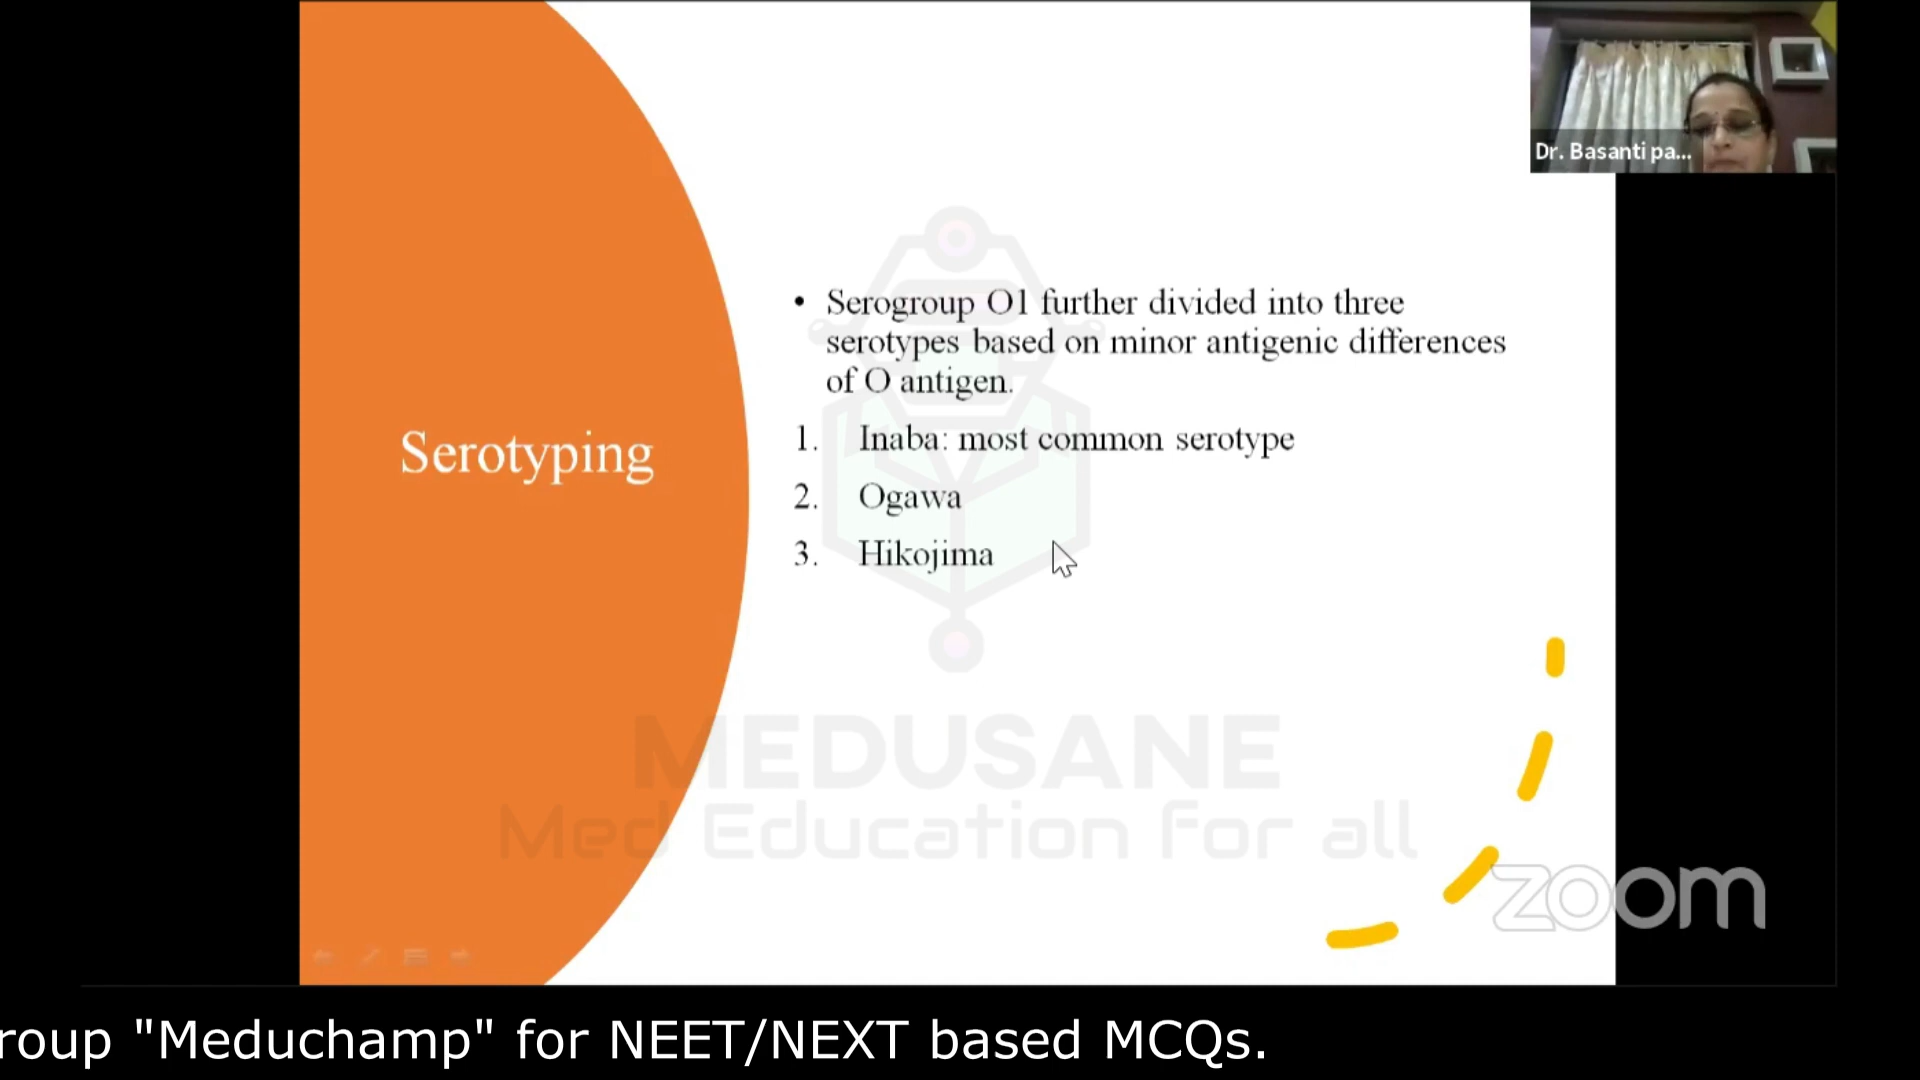 Dr. Basanti pa...
Serotyping
• Serogroup O1 further divided into three
serotypes based on minor antigenic differences
of O antigen.
1. Inaba: most common serotype
2. Ogawa
3. Hikojima
MEDUSANE
Med Education for all
zoom
roup "Meduchamp" for NEET/NEXT based MCQs.